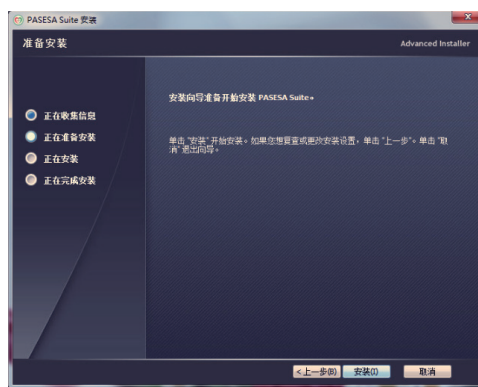 PASESA Suite 安装
准备安装
Advanced Installer
安装向导准备开始安装 PASESA Suite。
正在收集信息
正在准备安装
正在安装
正在完成安装
单击 "安装" 开始安装。如果您想复查或更改安装设置，单击 "上一步"。单击 "取
消" 退出向导。
<上一步(B)
安装(I)
取消